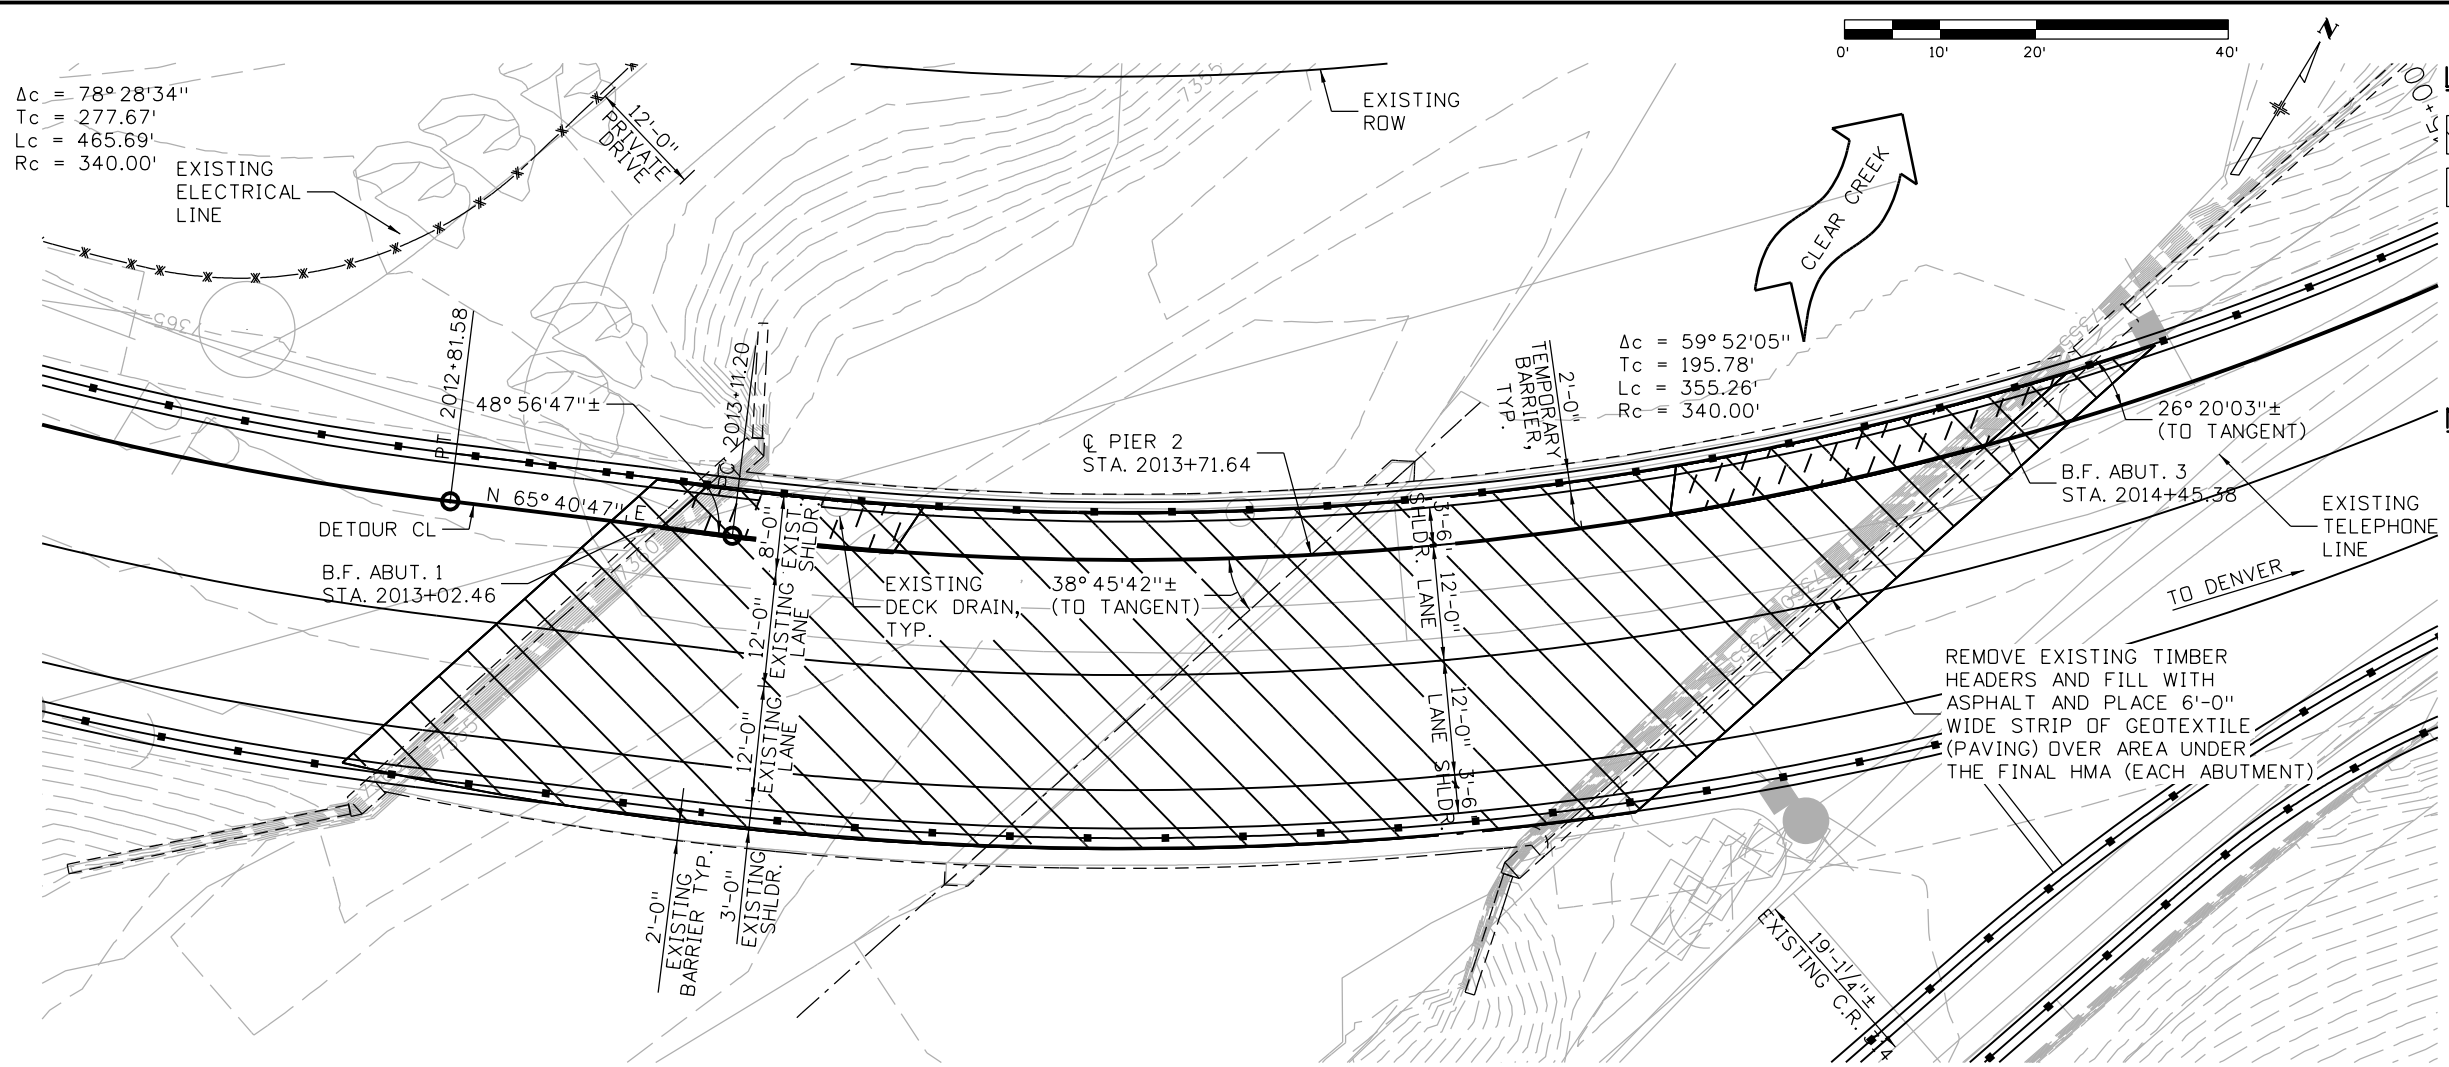 0' 10' 20' 40'
N
Δc = 78°28'34"
Tc = 277.67'
Lc = 465.69'
Rc = 340.00'
EXISTING
ELECTRICAL
LINE
12'-0"
PRIVATE
DRIVE
7355
EXISTING
ROW
CLEAR CREEK
7365
PT 2012+81.58
48°56'47"±
PC 2013+11.20
N 65°40'47" E
DETOUR CL
B.F. ABUT. 1
STA. 2013+02.46
7360
7355
8'-0"
EXIST.
SHLDR.
12'-0"
EXISTING
LANE
12'-0"
EXISTING
LANE
2'-0"
EXISTING
BARRIER TYP.
3'-0"
EXISTING
SHLDR.
EXISTING
DECK DRAIN,
TYP.
38°45'42"±
(TO TANGENT)
℄ PIER 2
STA. 2013+71.64
2'-0"
TEMPORARY
BARRIER,
TYP.
3'-6"
SHLDR.
12'-0"
LANE
12'-0"
LANE
3'-6"
SHLDR.
Δc = 59°52'05"
Tc = 195.78'
Lc = 355.26'
Rc = 340.00'
26°20'03"±
(TO TANGENT)
B.F. ABUT. 3
STA. 2014+45.38
EXISTING
TELEPHONE
LINE
TO DENVER
7360
7355
REMOVE EXISTING TIMBER
HEADERS AND FILL WITH
ASPHALT AND PLACE 6'-0"
WIDE STRIP OF GEOTEXTILE
(PAVING) OVER AREA UNDER
THE FINAL HMA (EACH ABUTMENT)
19'-1¼"±
EXISTING C.R. 314